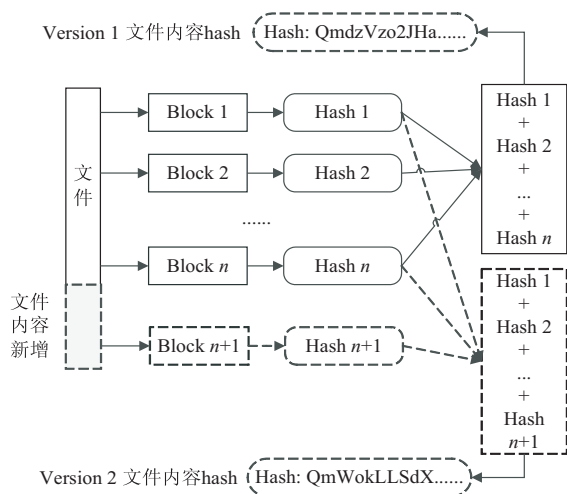 Version 1 文件内容hash
Hash: QmdzVzo2JHa......
文件
Block 1
Hash 1
Block 2
Hash 2
......
Block n
Hash n
Hash 1
+
Hash 2
+
...
+
Hash n
文件
内容
新增
Block n+1
Hash n+1
Hash 1
+
Hash 2
+
...
+
Hash
n+1
Version 2 文件内容hash
Hash: QmWokLLSdX......